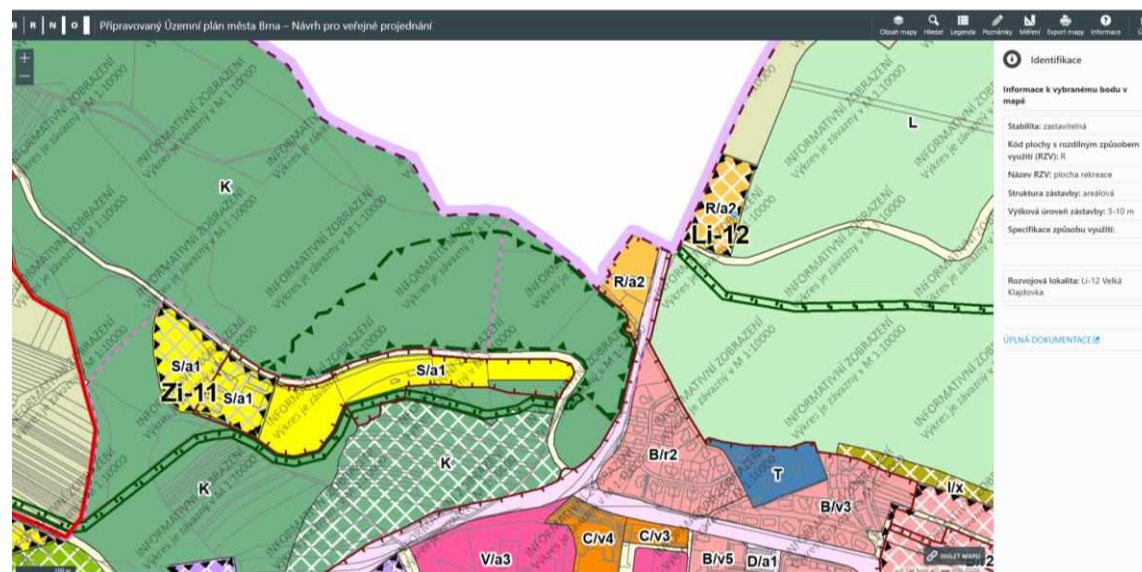 B R N O
Připravovaný Územní plán města Brna – Návrh pro veřejné projednání
Obsah mapy
Hledat
Legenda
Poznámky
Měření
Export mapy
Informace
+
−
Identifikace
Informace k vybranému bodu v
mapě
Stabilita: zastavitelná
Kód plochy s rozdílným způsobem
využití (RZV): R
Název RZV: plocha rekreace
Struktura zástavby: areálová
Výšková úroveň zástavby: 3-10 m
Specifikace způsobu využití:
Rozvojová lokalita: Li-12 Velká
Klajdovka
ÚPLNÁ DOKUMENTACE
INFORMATIVNÍ ZOBRAZENÍ
Výkres je závazný v M 1:10000
L
K
R/a2
Li-12
R/a2
S/a1
S/a1
Zi-11
S/a1
K
K
B/r2
T
B/v3
I/x
C/v4
C/v3
V/a3
B/v5
D/a1
SDÍLET MAPU
100 m